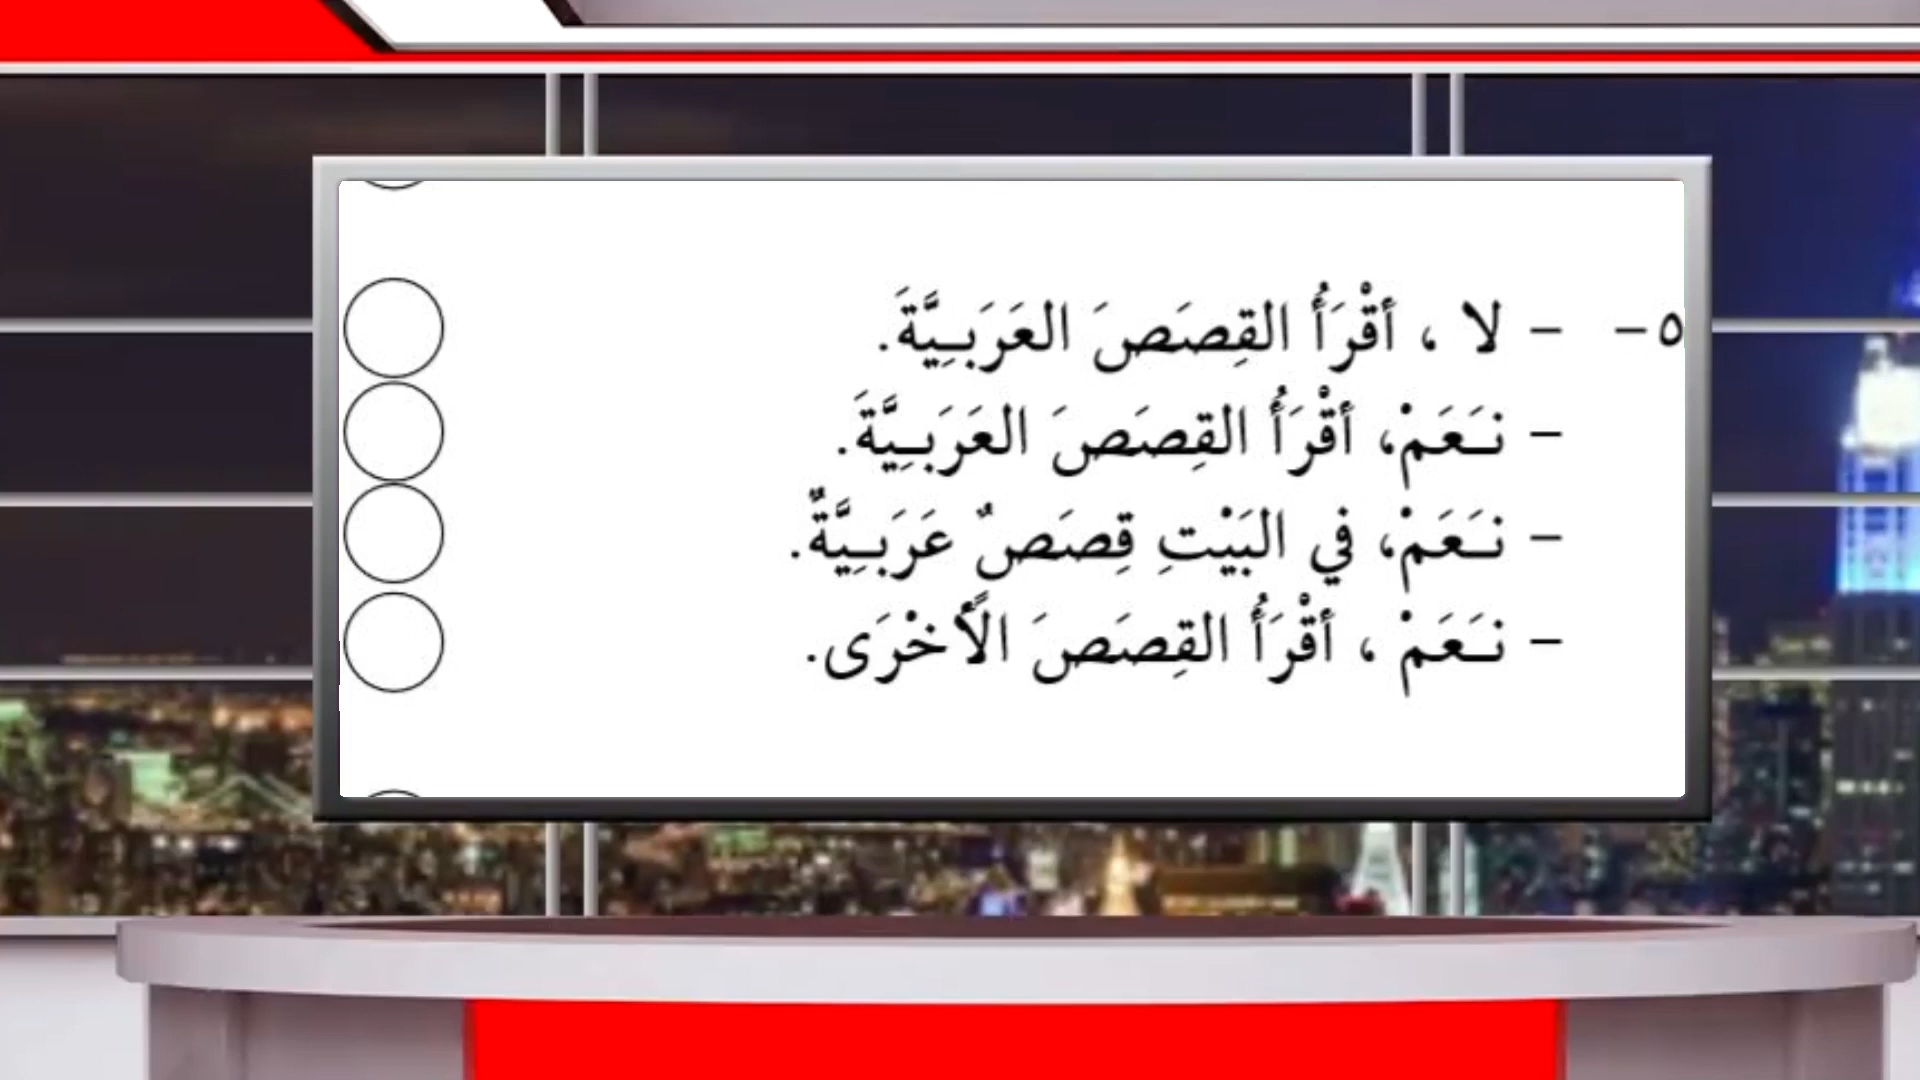 ٥- - لا ، أقْرَأُ القِصَصَ العَرَبِيَّةَ.
- نَعَمْ، أقْرَأُ القِصَصَ العَرَبِيَّةَ.
- نَعَمْ، في البَيْتِ قِصَصٌ عَرَبِيَّةٌ.
- نَعَمْ ، أقْرَأُ القِصَصَ الأُخْرَى.